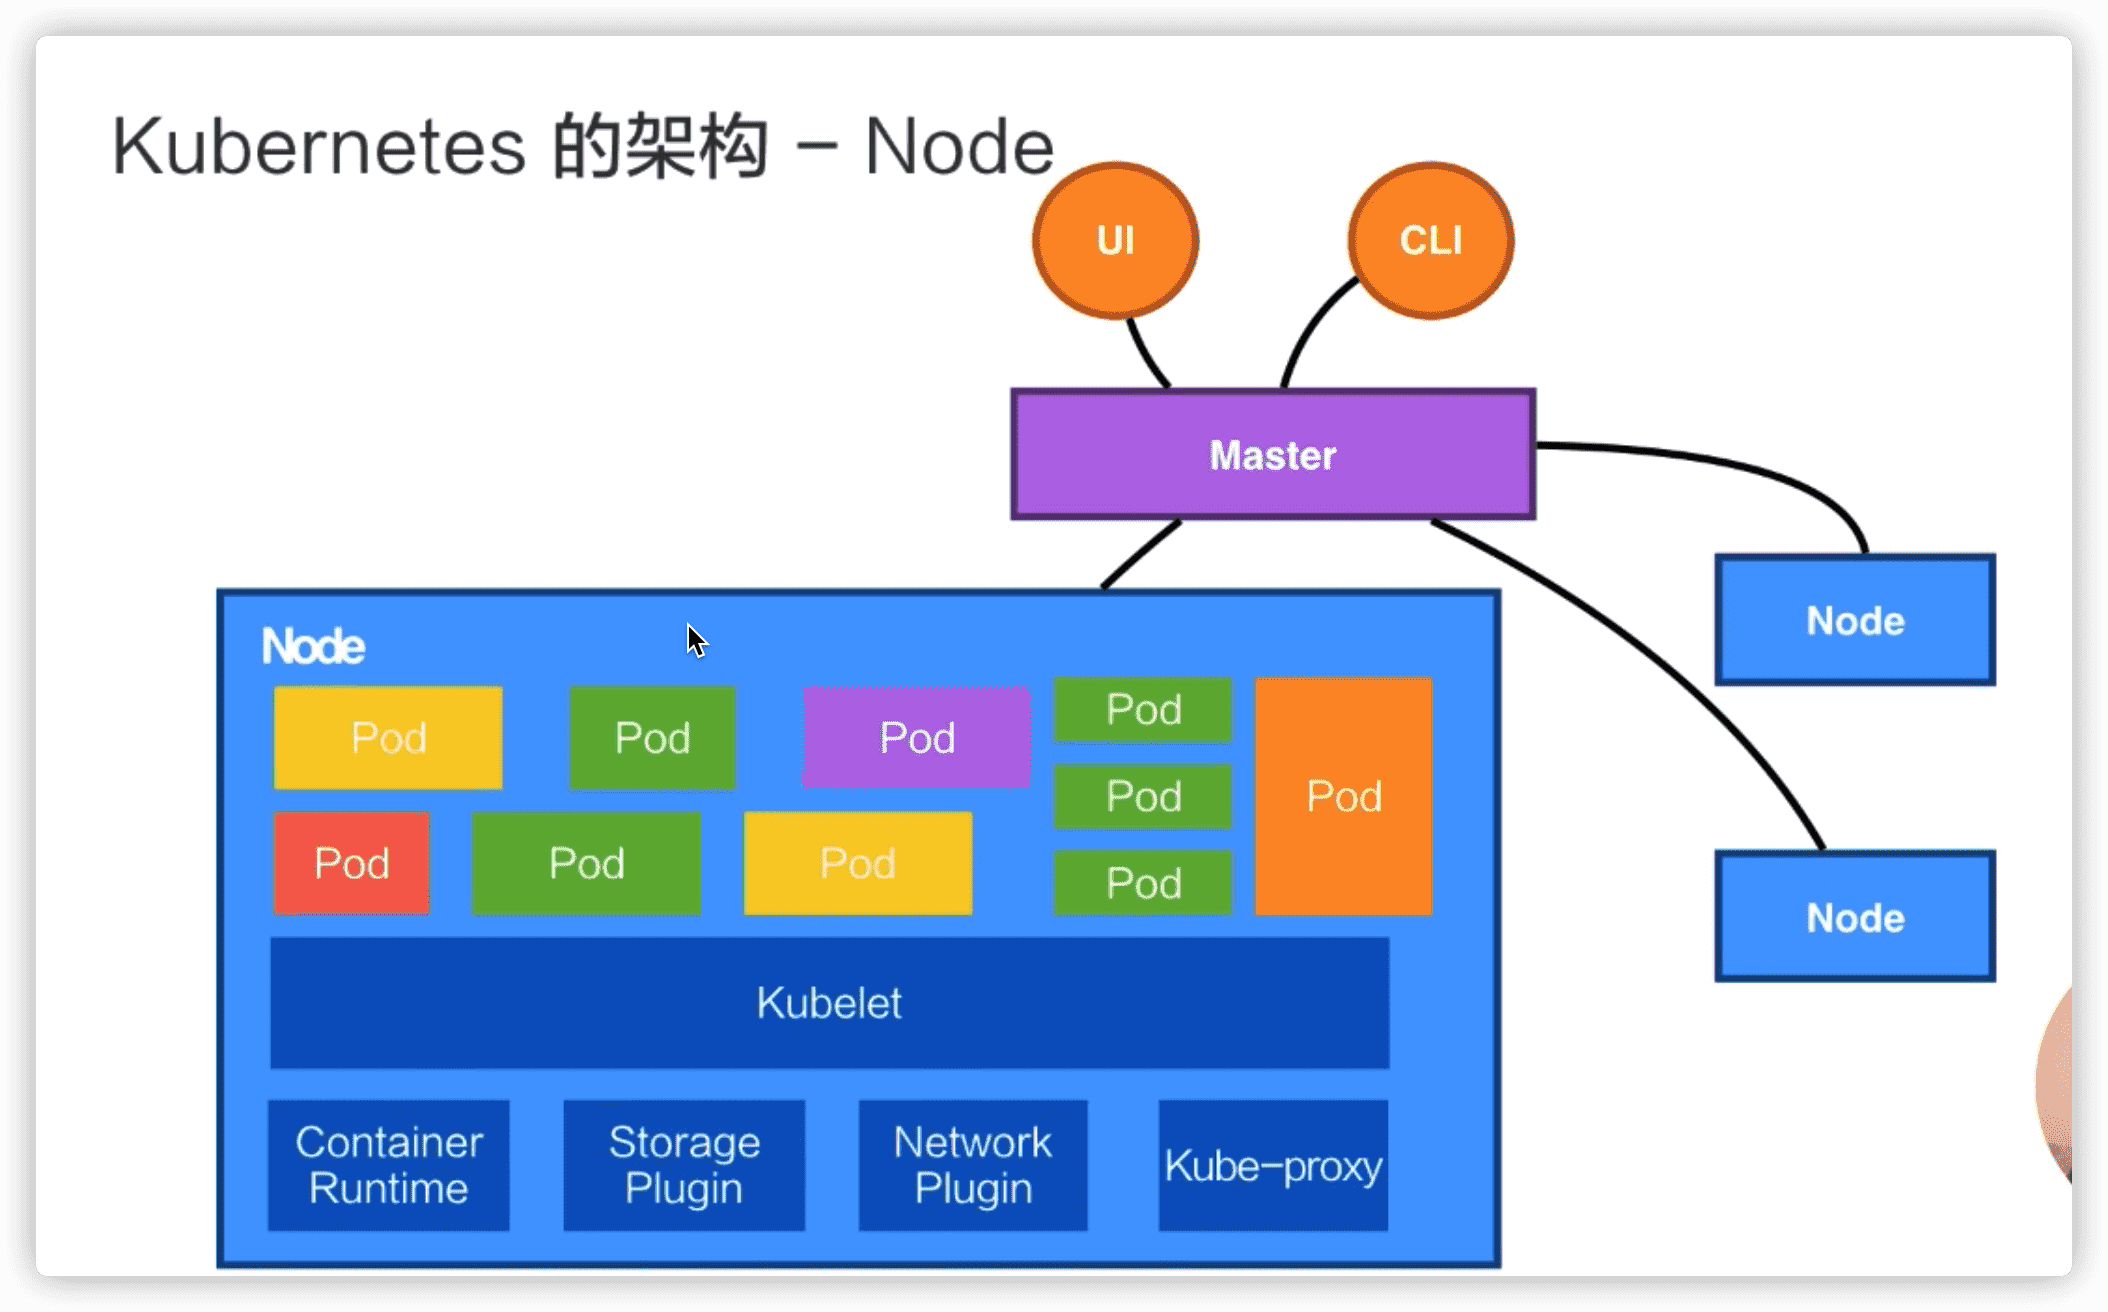 Kubernetes 的架构 - Node
UI
CLI
Master
Node
Node
Node
Pod
Pod
Pod
Pod
Pod
Pod
Pod
Pod
Pod
Pod
Kubelet
Container
Runtime
Storage
Plugin
Network
Plugin
Kube-proxy